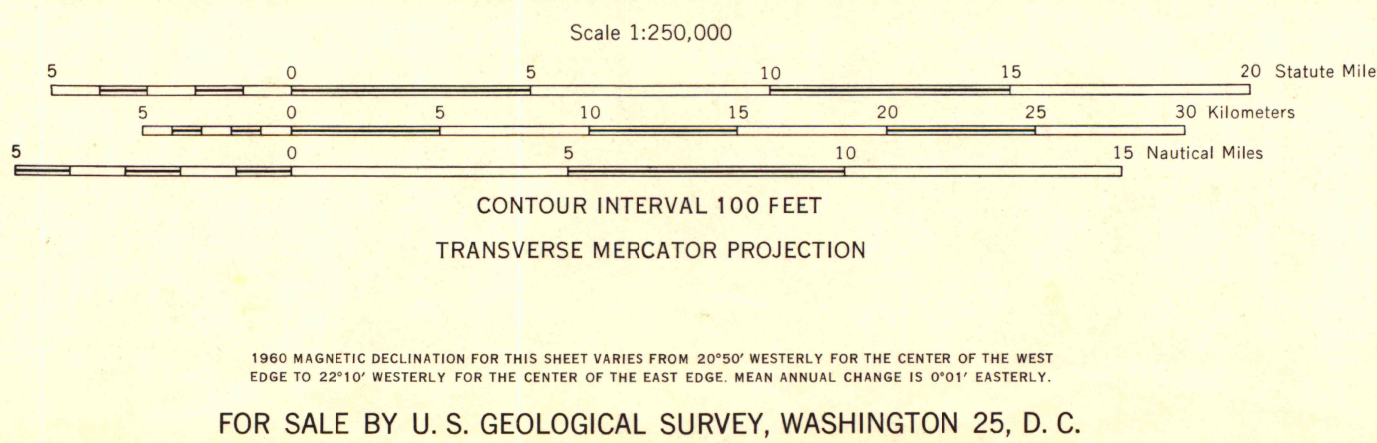 Scale 1:250,000
5 0 5 10 15 20 Statute Mile
5 0 5 10 15 20 25 30 Kilometers
5 0 5 10 15 Nautical Miles
CONTOUR INTERVAL 100 FEET
TRANSVERSE MERCATOR PROJECTION
1960 MAGNETIC DECLINATION FOR THIS SHEET VARIES FROM 20°50′ WESTERLY FOR THE CENTER OF THE WEST
EDGE TO 22°10′ WESTERLY FOR THE CENTER OF THE EAST EDGE. MEAN ANNUAL CHANGE IS 0°01′ EASTERLY.
FOR SALE BY U. S. GEOLOGICAL SURVEY, WASHINGTON 25, D. C.